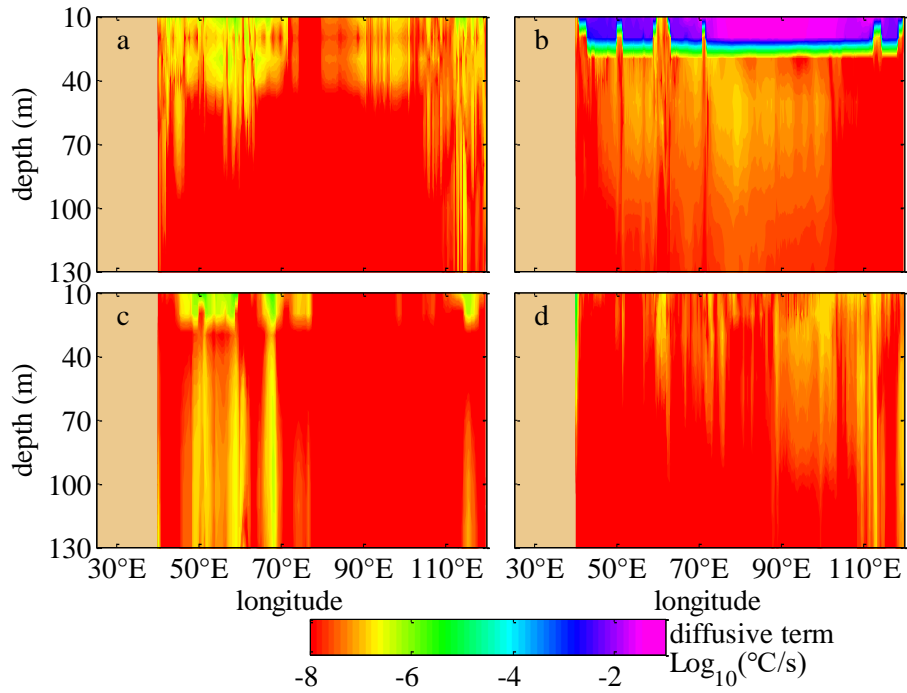 a
b
10
40
70
100
130
depth (m)
c
d
10
40
70
100
130
depth (m)
30°E 50°E 70°E 90°E 110°E
30°E 50°E 70°E 90°E 110°E
longitude
longitude
diffusive term
Log10(°C/s)
-8 -6 -4 -2